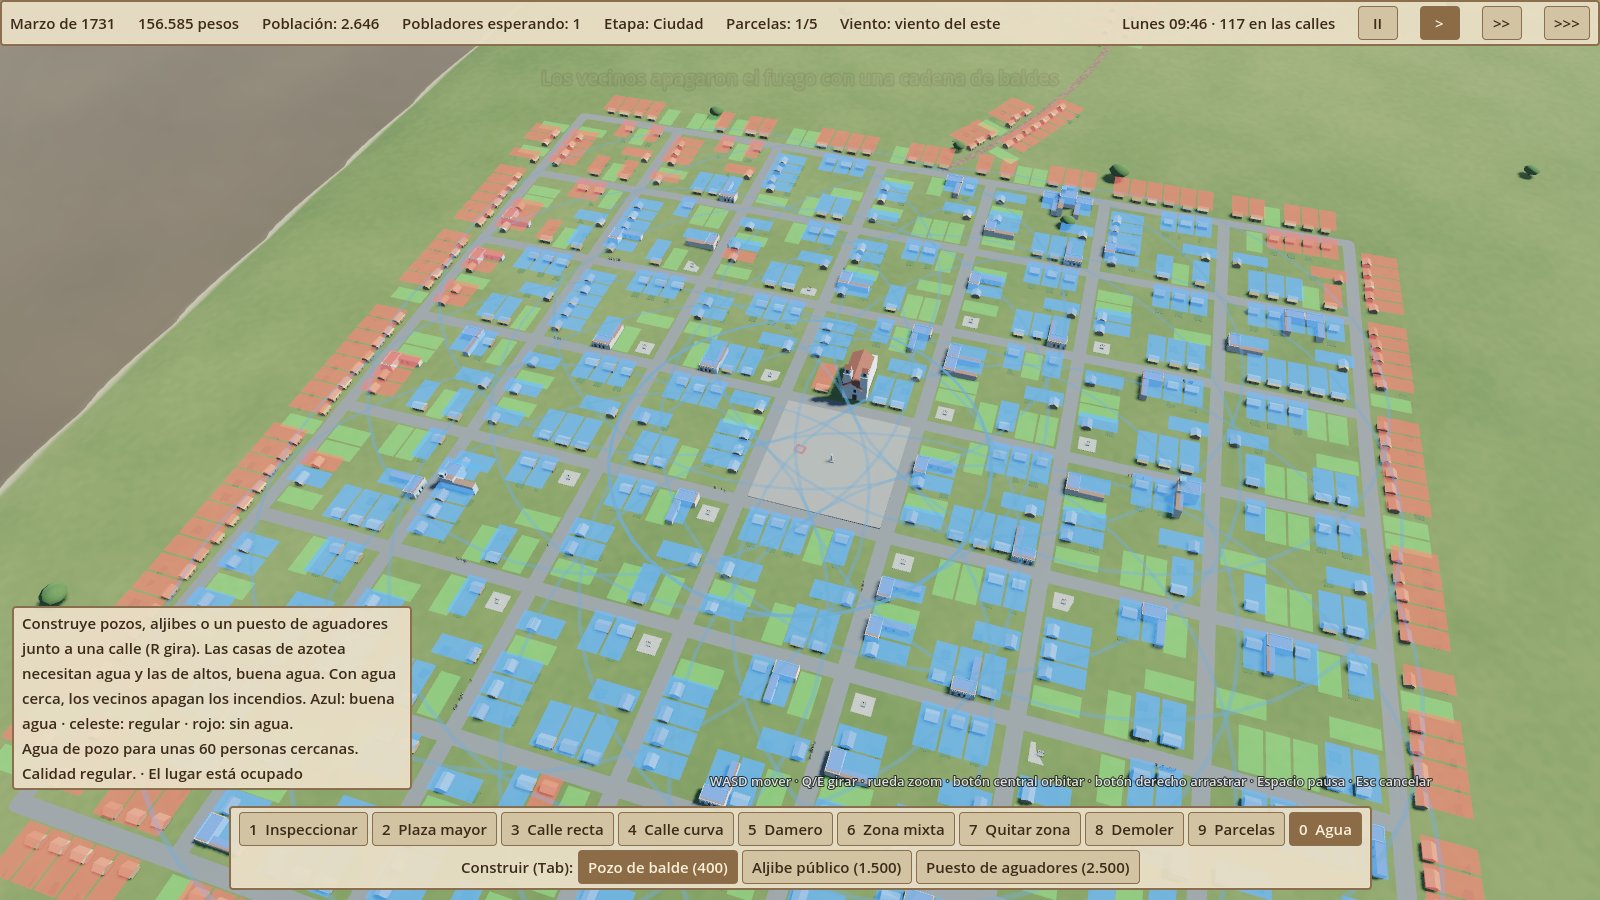 Marzo de 1731 156.585 pesos Población: 2.646 Pobladores esperando: 1 Etapa: Ciudad Parcelas: 1/5 Viento: viento del este Lunes 09:46 · 117 en las calles II > >> >>>
Los vecinos apagaron el fuego con una cadena de baldes
Construye pozos, aljibes o un puesto de aguadores
junto a una calle (R gira). Las casas de azotea
necesitan agua y las de altos, buena agua. Con agua
cerca, los vecinos apagan los incendios. Azul: buena
agua · celeste: regular · rojo: sin agua.
Agua de pozo para unas 60 personas cercanas.
Calidad regular. · El lugar está ocupado
WASD mover · Q/E girar · rueda zoom · botón central orbitar · botón derecho arrastrar · Espacio pausa · Esc cancelar
1 Inspeccionar 2 Plaza mayor 3 Calle recta 4 Calle curva 5 Damero 6 Zona mixta 7 Quitar zona 8 Demoler 9 Parcelas 0 Agua
Construir (Tab): Pozo de balde (400) Aljibe público (1.500) Puesto de aguadores (2.500)